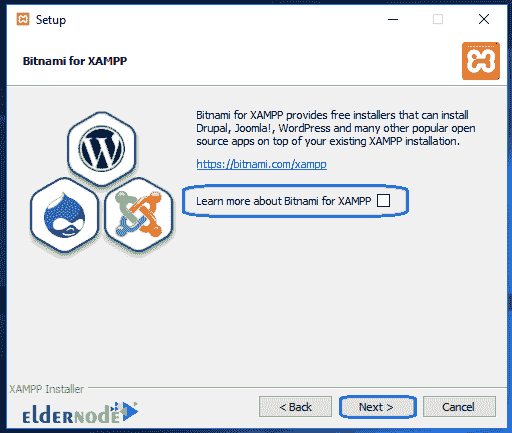 Setup
Bitnami for XAMPP
Bitnami for XAMPP provides free installers that can install
Drupal, Joomla!, WordPress and many other popular open
source apps on top of your existing XAMPP installation.
https://bitnami.com/xampp
Learn more about Bitnami for XAMPP
XAMPP Installer
eldernode
< Back
Next >
Cancel